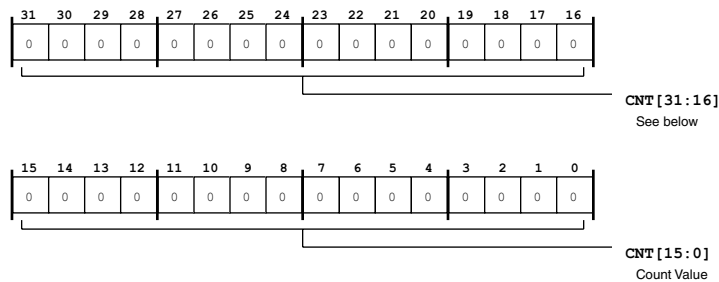 31 30 29 28 27 26 25 24 23 22 21 20 19 18 17 16
0 0 0 0 0 0 0 0 0 0 0 0 0 0 0 0
CNT[31:16]
See below
15 14 13 12 11 10 9 8 7 6 5 4 3 2 1 0
0 0 0 0 0 0 0 0 0 0 0 0 0 0 0 0
CNT[15:0]
Count Value